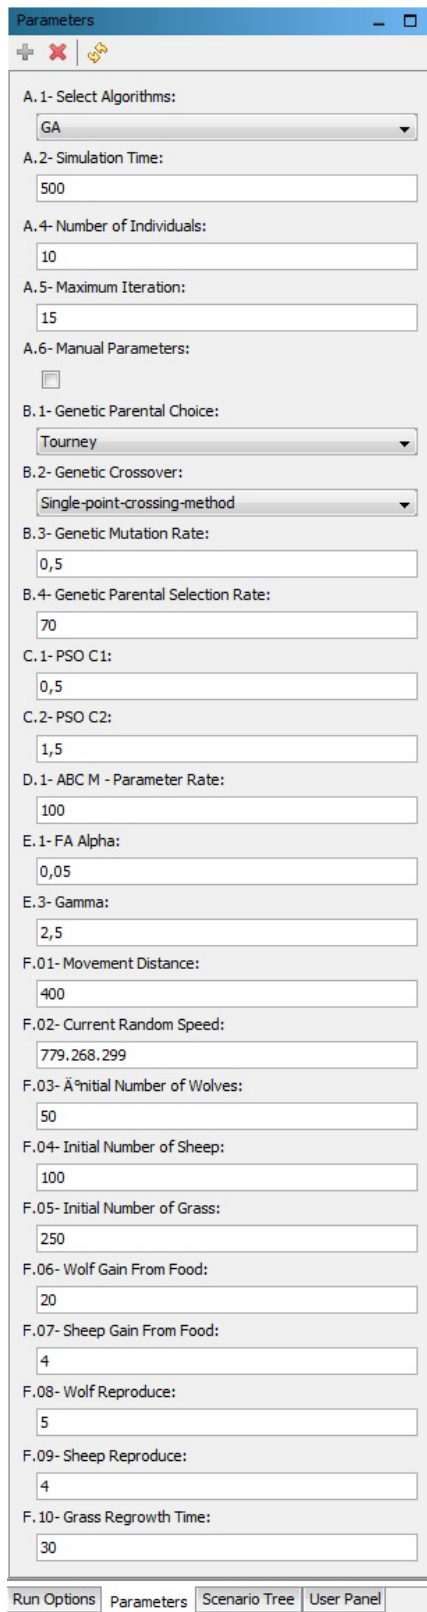 Parameters
A.1- Select Algorithms:
GA
A.2- Simulation Time:
500
A.4- Number of Individuals:
10
A.5- Maximum Iteration:
15
A.6- Manual Parameters:
B.1- Genetic Parental Choice:
Tourney
B.2- Genetic Crossover:
Single-point-crossing-method
B.3- Genetic Mutation Rate:
0,5
B.4- Genetic Parental Selection Rate:
70
C.1- PSO C1:
0,5
C.2- PSO C2:
1,5
D.1- ABC M - Parameter Rate:
100
E.1- FA Alpha:
0,05
E.3- Gamma:
2,5
F.01- Movement Distance:
400
F.02- Current Random Speed:
779.268.299
F.03- Äºnitial Number of Wolves:
50
F.04- Initial Number of Sheep:
100
F.05- Initial Number of Grass:
250
F.06- Wolf Gain From Food:
20
F.07- Sheep Gain From Food:
4
F.08- Wolf Reproduce:
5
F.09- Sheep Reproduce:
4
F.10- Grass Regrowth Time:
30
Run Options Parameters Scenario Tree User Panel